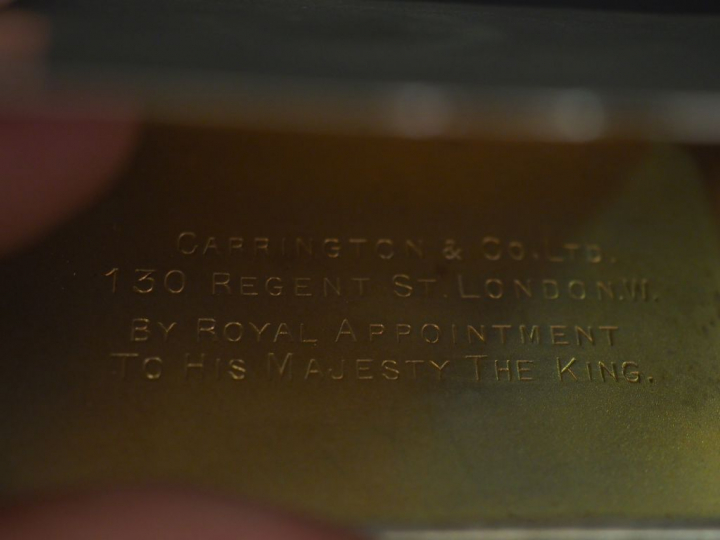 CARRINGTON & CO. LTD.
130 REGENT ST. LONDON.W.
BY ROYAL APPOINTMENT
TO HIS MAJESTY THE KING.